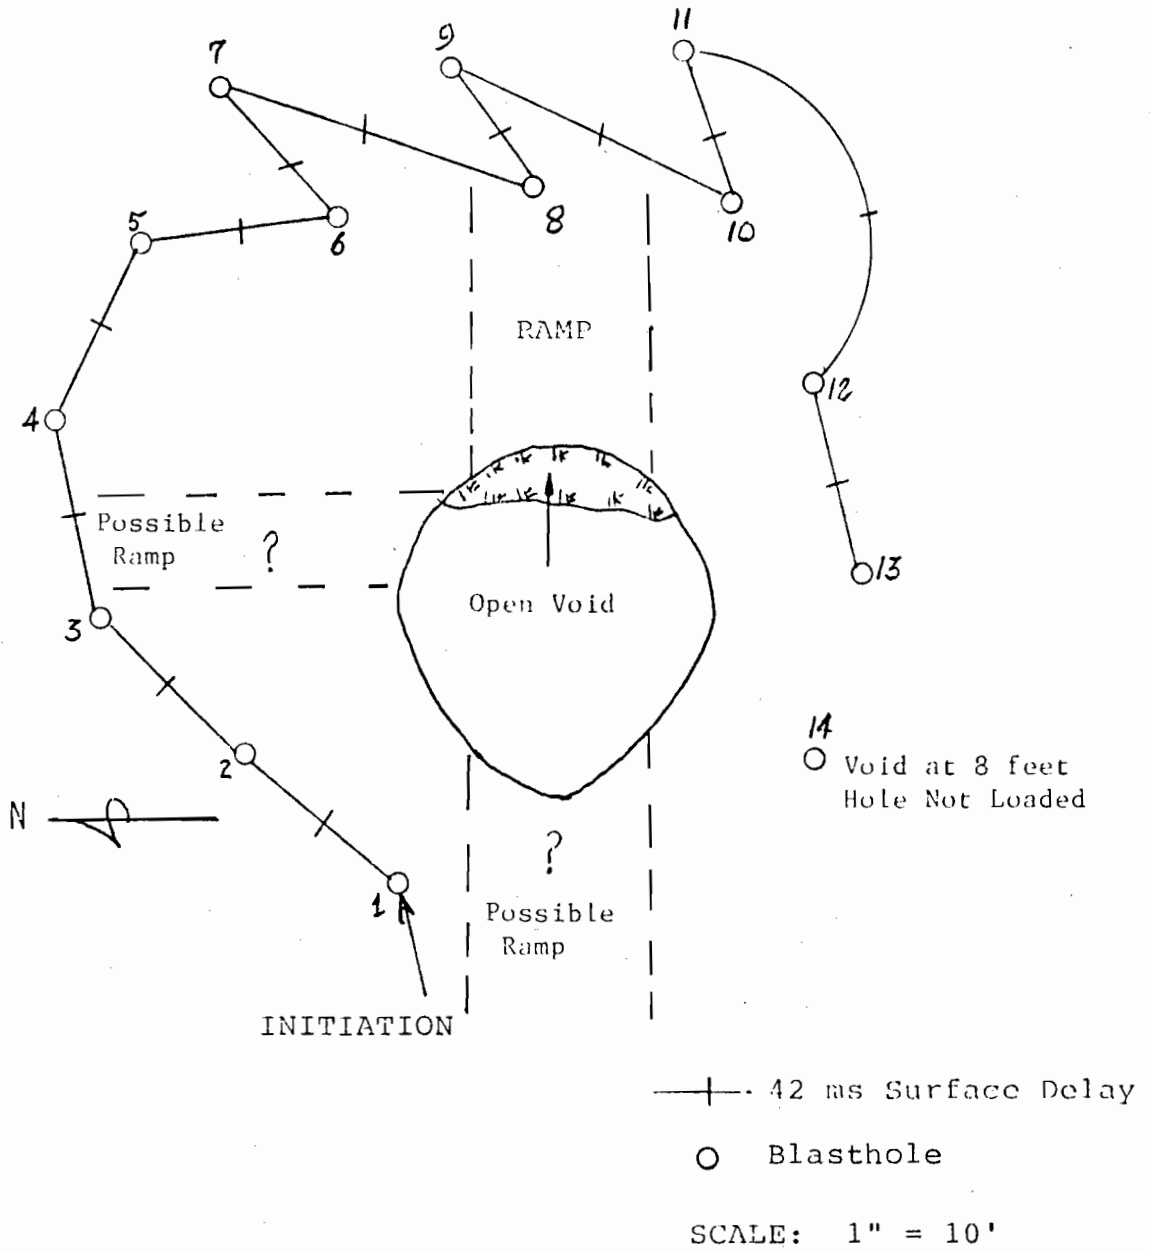 11
9
7
5
6
8
10
RAMP
12
4
Possible
Ramp
?
13
Open Void
3
14
2
Void at 8 feet
Hole Not Loaded
N
?
1
Possible
Ramp
INITIATION
42 ms Surface Delay
Blasthole
SCALE: 1" = 10'